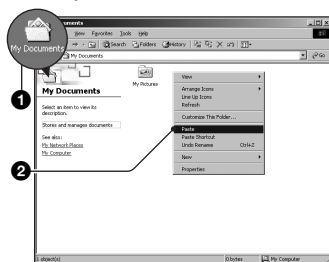 My Documents
Documents
File Edit View Favorites Tools Help
Search Folders History
My Documents
Go
1
My Documents
Select an item to view its
description.
Stores and manages documents
See also:
My Network Places
My Computer
My Pictures
View
Arrange Icons
Line Up Icons
Refresh
Customize This Folder...
Paste
Paste Shortcut
Undo Rename Ctrl+Z
New
Properties
2
1 object(s)
0 bytes
My Computer